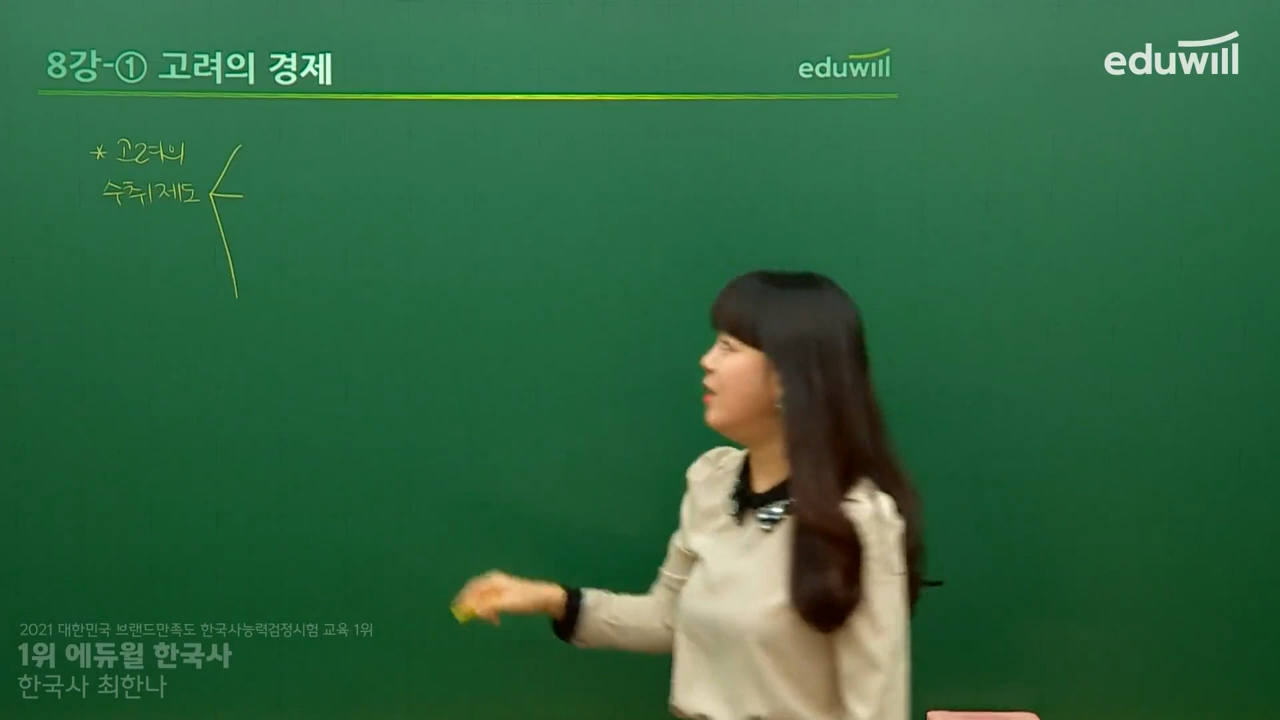 8강-① 고려의 경제
eduwill
eduwill
* 고려의
수취제도
2021 대한민국 브랜드만족도 한국사능력검정시험 교육 1위
1위 에듀윌 한국사
한국사 최한나